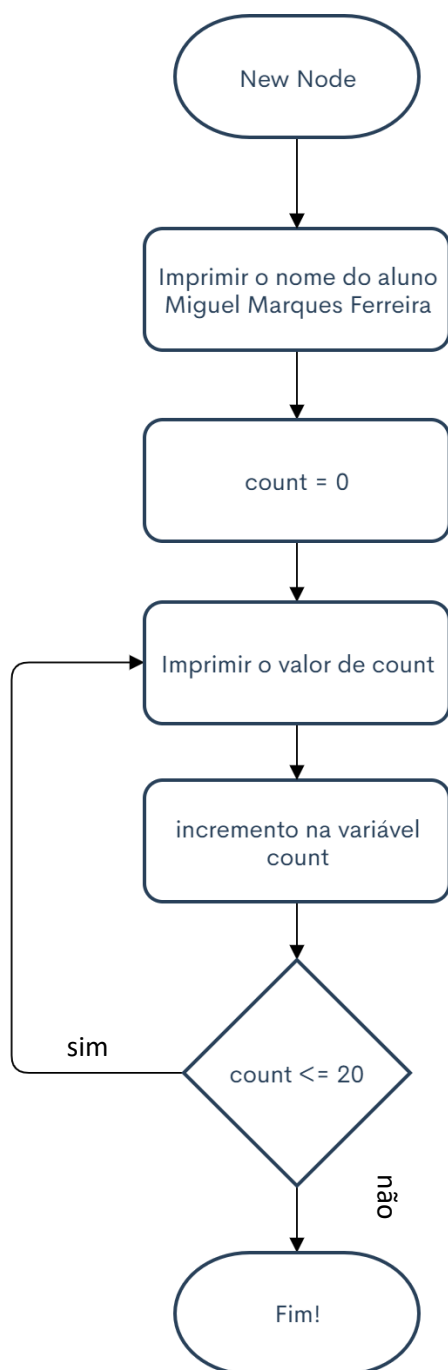 New Node
Imprimir o nome do aluno
Miguel Marques Ferreira
count = 0
Imprimir o valor de count
incremento na variável
count
sim
count <= 20
não
Fim!